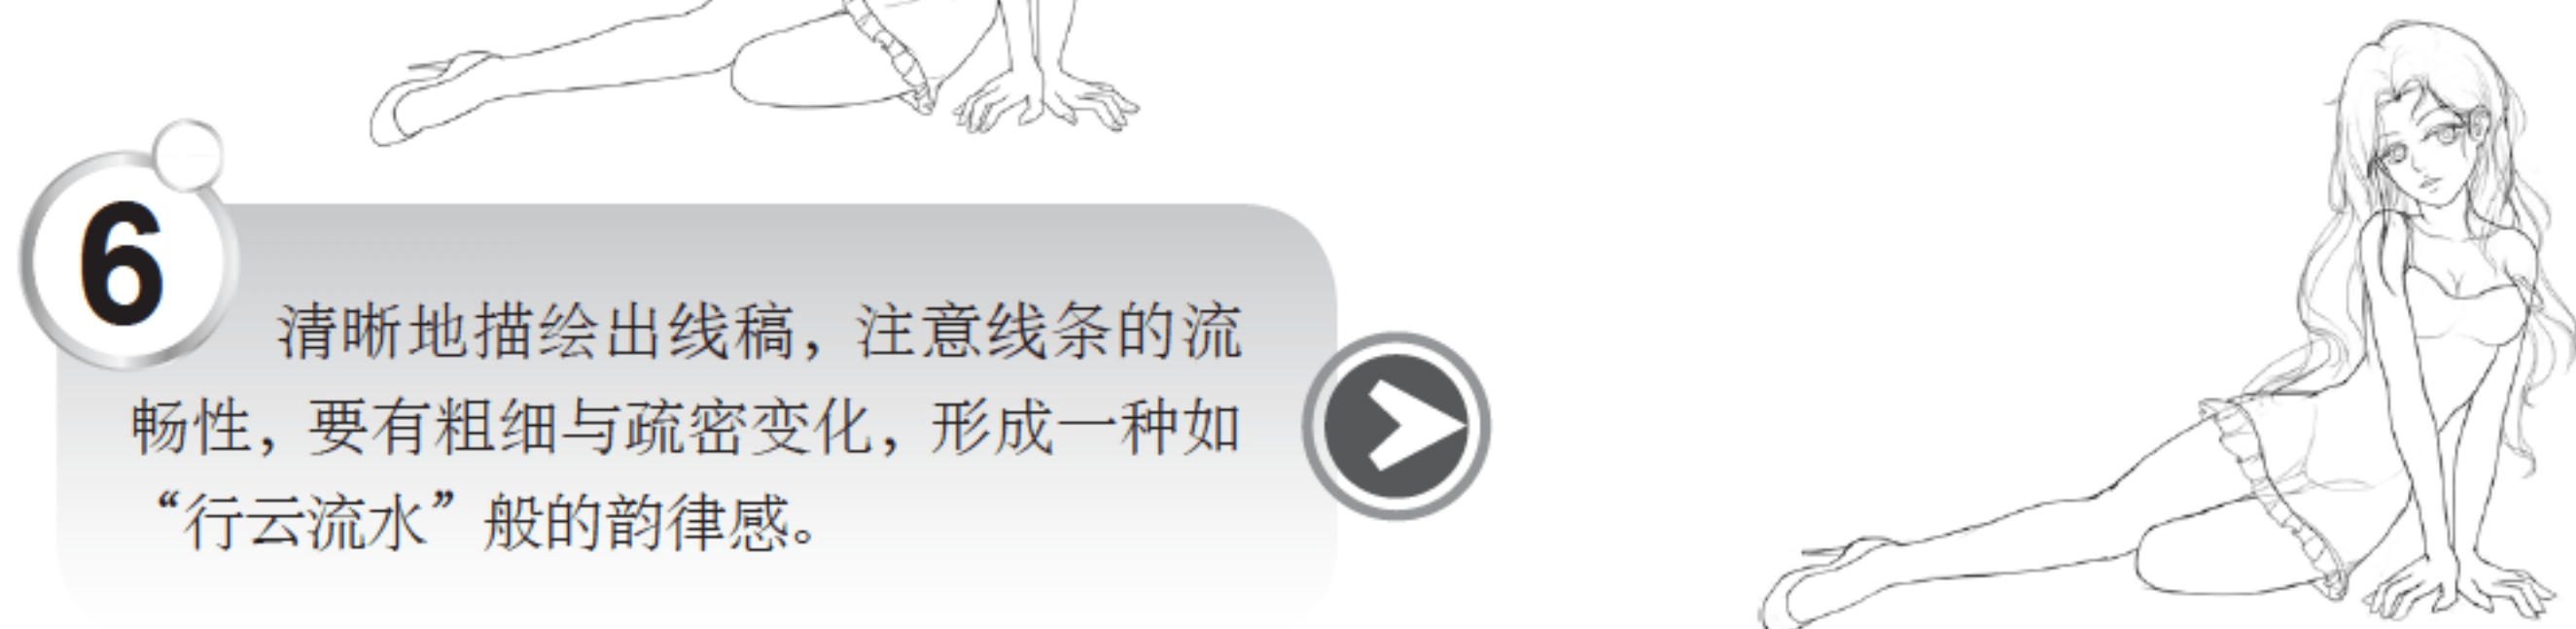 6
清晰地描绘出线稿，注意线条的流
畅性，要有粗细与疏密变化，形成一种如
“行云流水”般的韵律感。